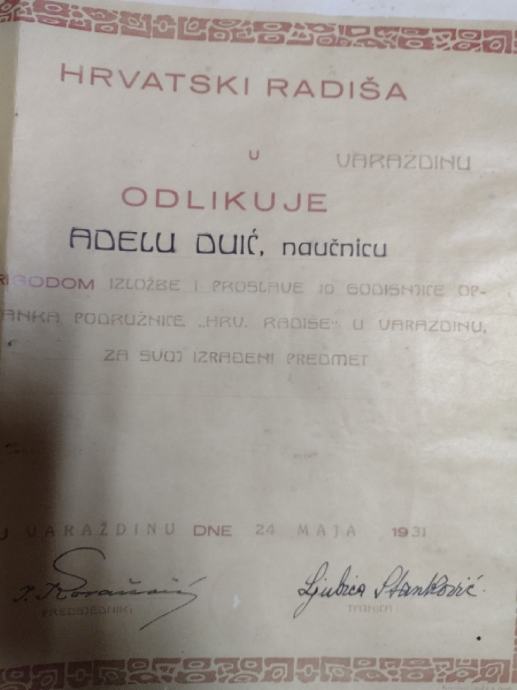 HRVATSKI RADIŠA
U VARAŽDINU
ODLIKUJE
ADELU DUIĆ, naučnicu
RIGODOM IZLOŽBE I PROSLAVE 10 GODIŠNJICE OP-
ANKA PODRUŽNICE „HRV. RADIŠE" U VARAŽDINU,
ZA SVOJ IZRAĐENI PREDMET
U VARAŽDINU DNE 24 MAJA 1931
Ljubica Stanković
PREDSJEDNIK